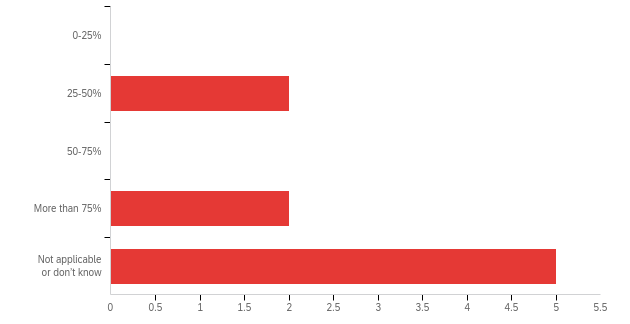 0-25%
25-50%
50-75%
More than 75%
Not applicable
or don't know
0 0.5 1 1.5 2 2.5 3 3.5 4 4.5 5 5.5